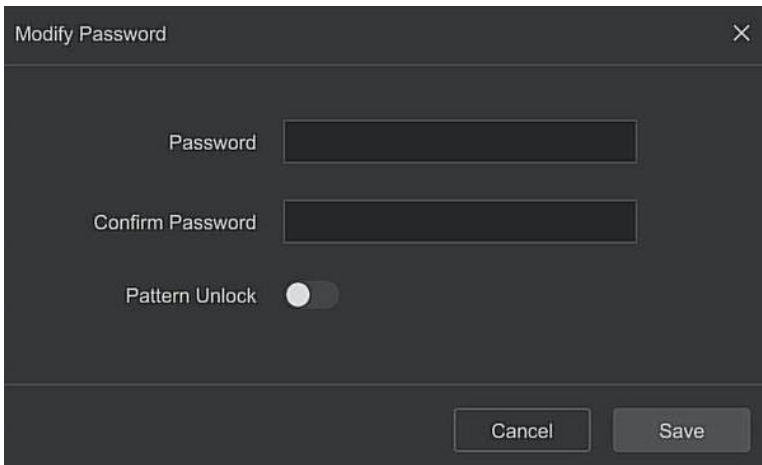 Modify Password
Password
Confirm Password
Pattern Unlock
Cancel Save